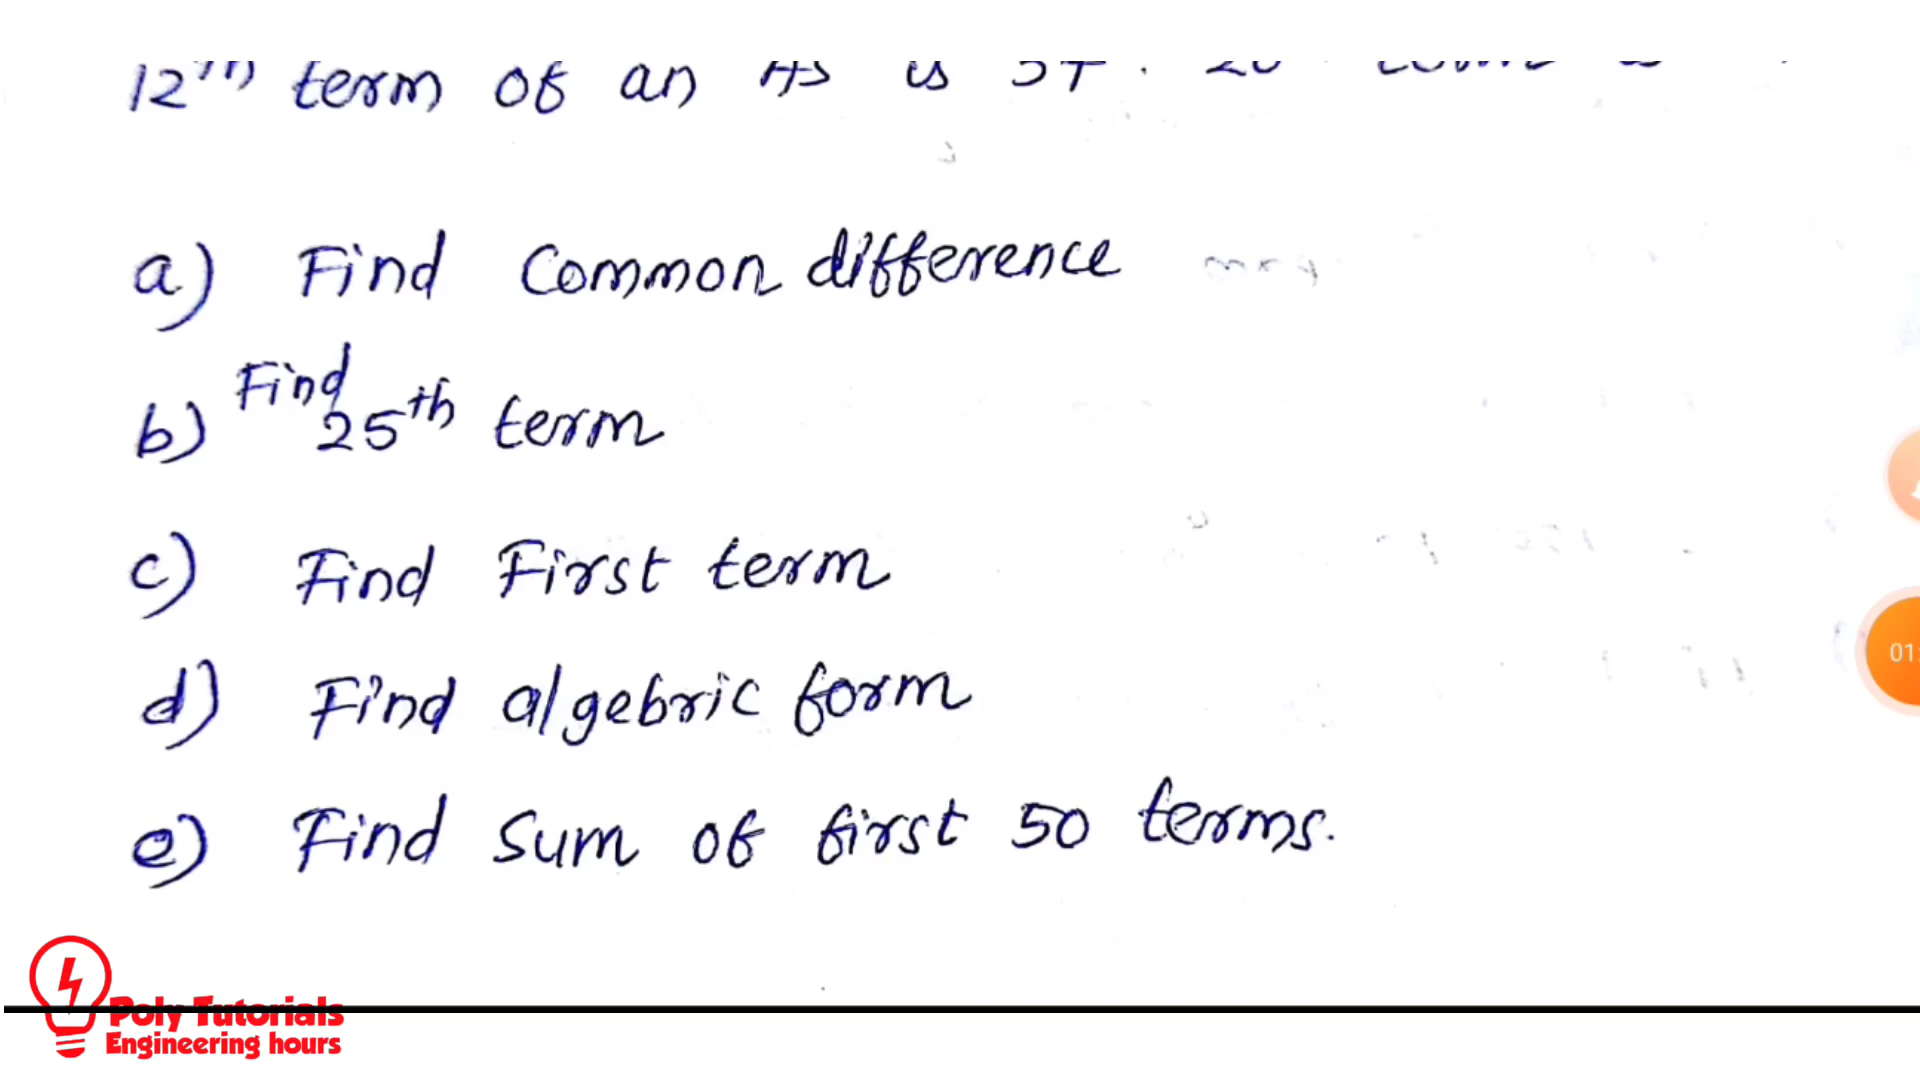 12th term of an AS is
a) Find Common difference
b) Find 25th term
c) Find First term
d) Find algebric form
e) Find Sum of first 50 terms.
01:
Poly Tutorials
Engineering hours